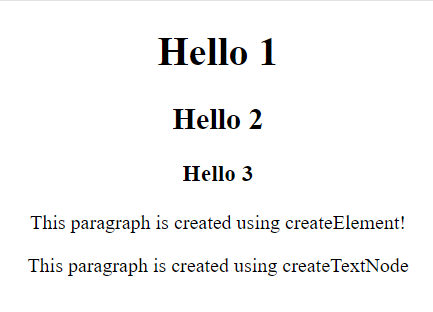 Hello 1
Hello 2
Hello 3
This paragraph is created using createElement!
This paragraph is created using createTextNode